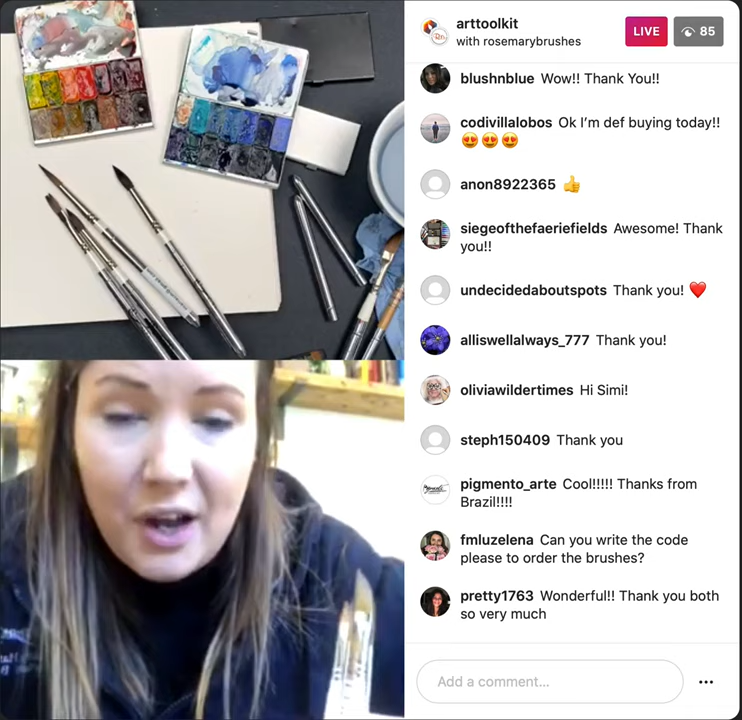 arttoolkit
with rosemarybrushes
LIVE
85
blushnblue Wow!! Thank You!!
codivillalobos Ok I'm def buying today!!
😍😍😍
anon8922365 👍
siegeofthefaeriefields Awesome! Thank
you!!
undecidedaboutspots Thank you! ❤️
alliswellalways_777 Thank you!
oliviawildertimes Hi Simi!
steph150409 Thank you
pigmento_arte Cool!!!!! Thanks from
Brazil!!!!
fmluzelena Can you write the code
please to order the brushes?
pretty1763 Wonderful!! Thank you both
so very much
Add a comment...